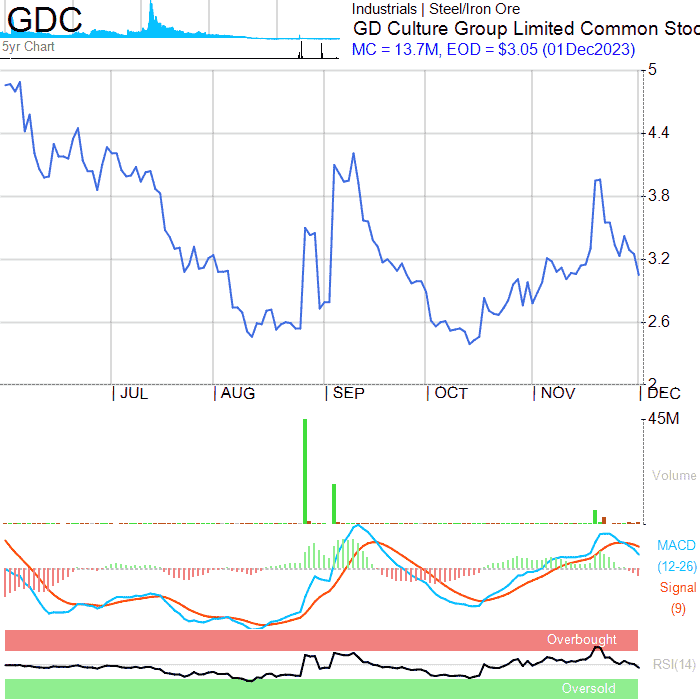 GDC
5yr Chart
Industrials | Steel/Iron Ore
GD Culture Group Limited Common Stoc
MC = 13.7M, EOD = $3.05 (01Dec2023)
5
4.4
3.8
3.2
2.6
2
JUL AUG SEP OCT NOV DEC
45M
Volume
MACD
(12-26)
Signal
(9)
Overbought
RSI(14)
Oversold